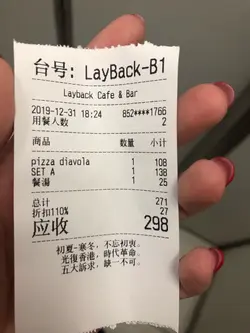 台号: LayBack-B1
Layback Cafe & Bar
2019-12-31 18:24 852****1766
用餐人数 2
商品 数量 小计
pizza diavola 1 108
SET A 1 138
餐湯 1 25
总计 271
折扣110% 27
应收 298
初夏-寒冬，不忘初衷。
光復香港，時代革命。
五大訴求，缺一不可。